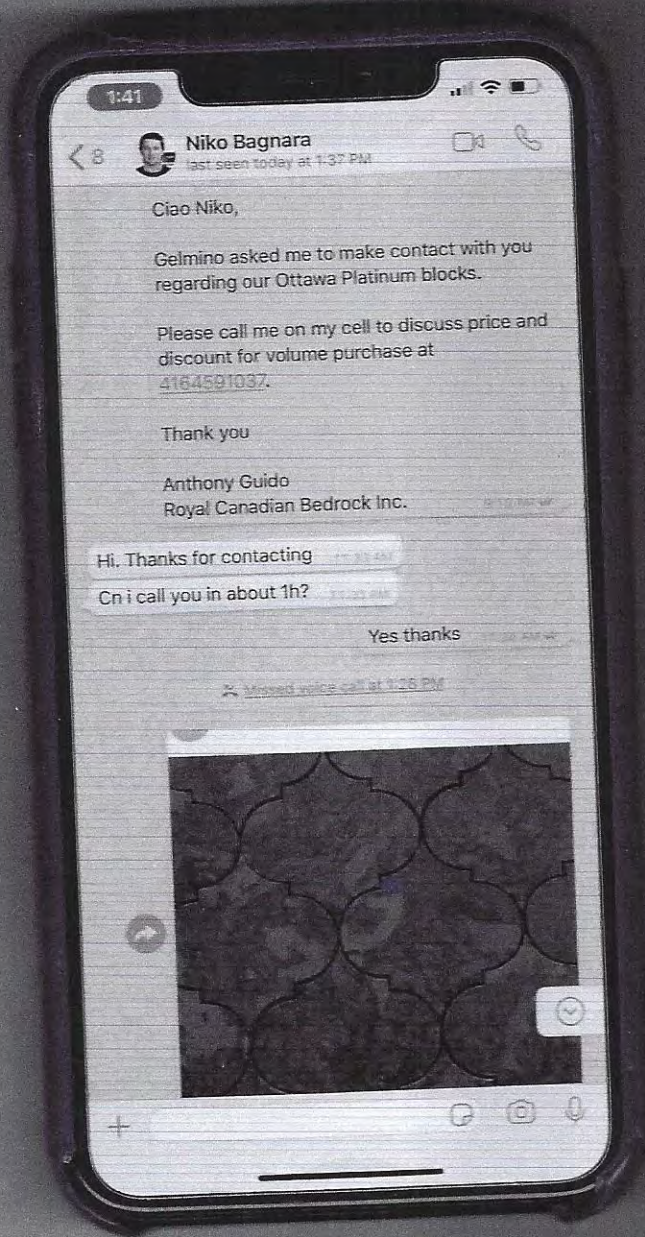 1:41
8
Niko Bagnara
last seen today at 1:37 PM
Ciao Niko,
Gelmino asked me to make contact with you
regarding our Ottawa Platinum blocks.
Please call me on my cell to discuss price and
discount for volume purchase at
4164591037.
Thank you
Anthony Guido
Royal Canadian Bedrock Inc.
Hi. Thanks for contacting
Cn i call you in about 1h?
Yes thanks
Missed voice call at 1:26 PM